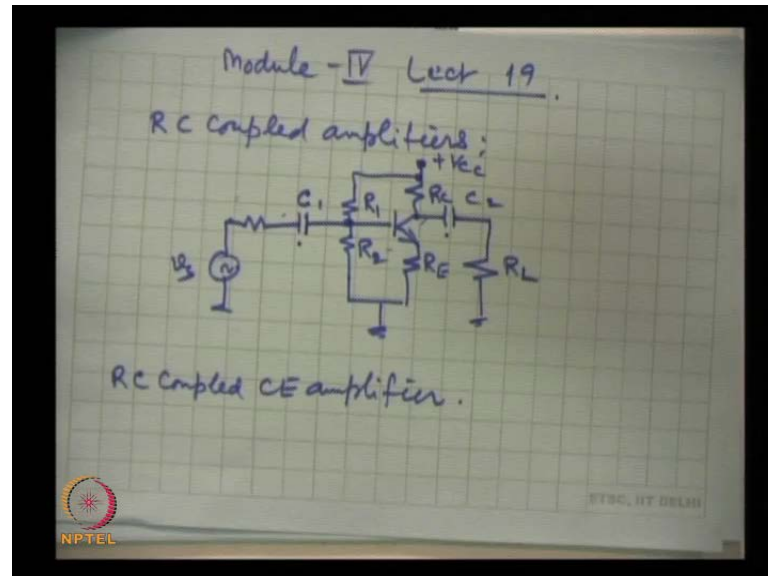 Module - IV Lect 19.
RC Coupled amplifiers:
+Vcc
C1 R1 RC C2
R2 RE RL
vs
RC Coupled CE amplifier.
ETSC, IIT DELHI
NPTEL